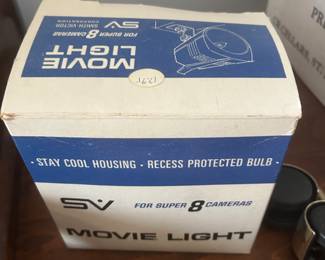 MOVIE
LIGHT
FOR SUPER 8 CAMERAS
SV SMITH VICTOR
CORPORATION
· STAY COOL HOUSING · RECESS PROTECTED BULB ·
SV FOR SUPER 8 CAMERAS
MOVIE LIGHT